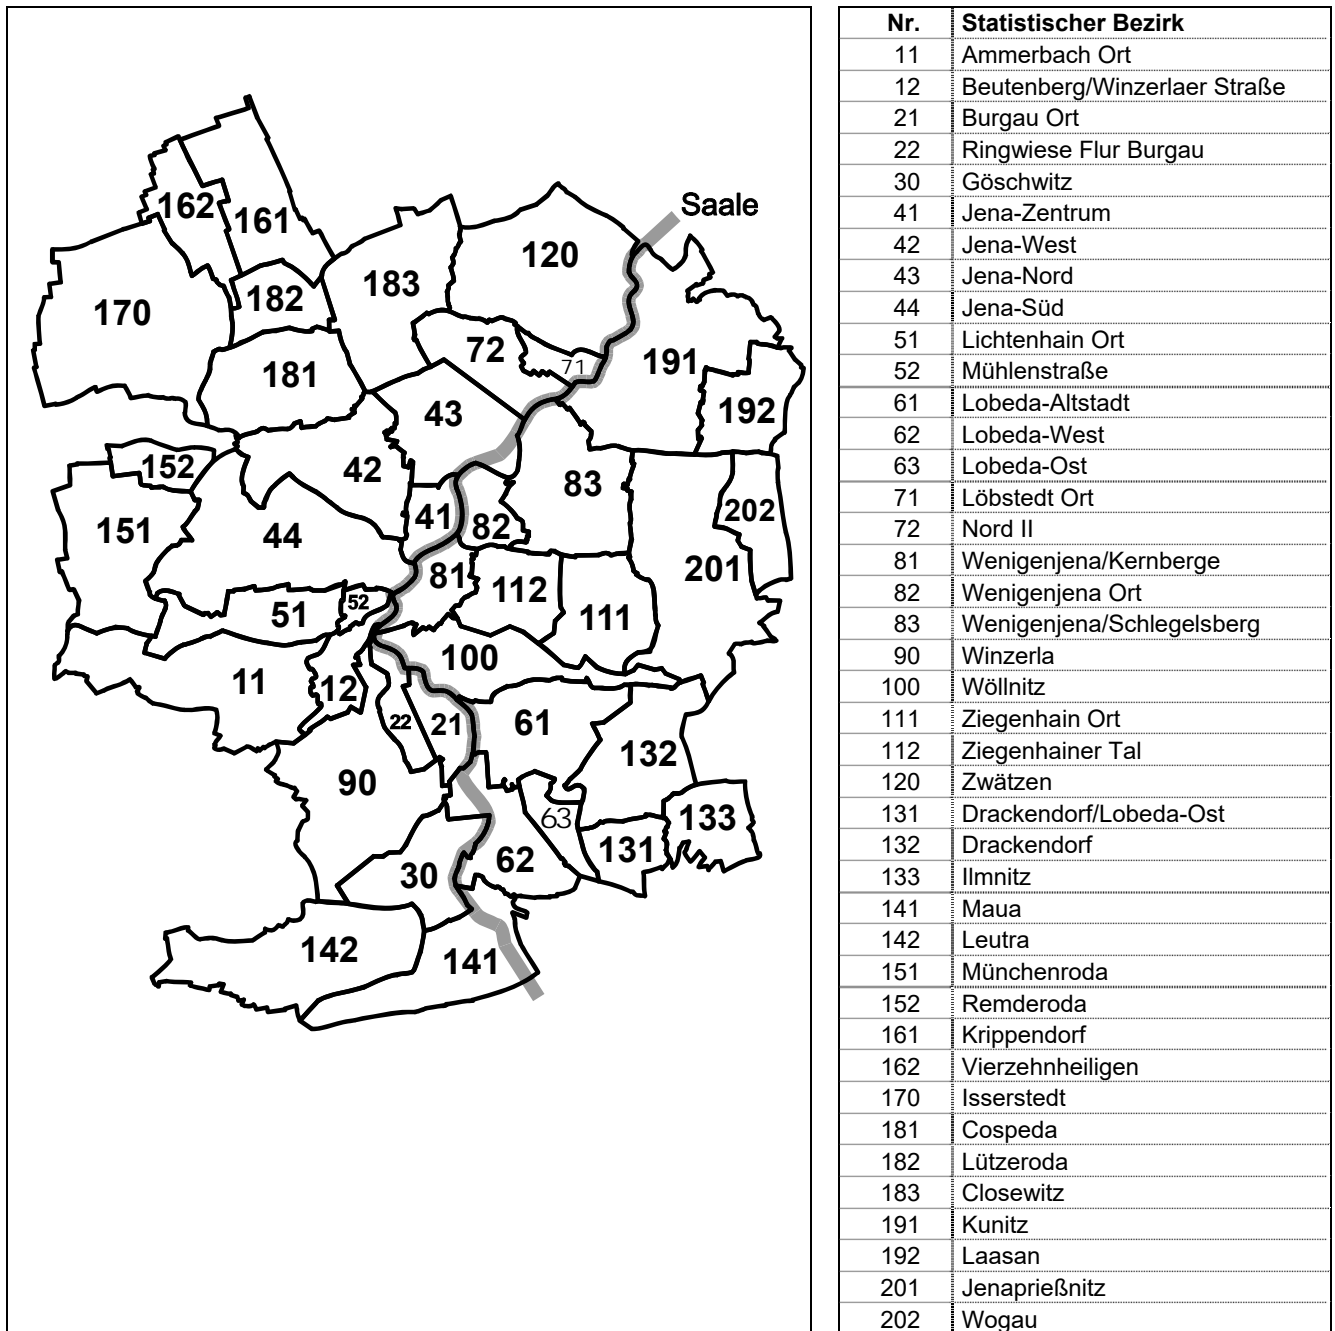 Saale
162
161
120
183
170
182
72
71
191
181
192
43
42
152
83
202
41
82
151
44
201
81
112
52
51
111
100
11
12
22
21
61
132
90
63
133
131
62
30
142
141
Nr. Statistischer Bezirk
11 Ammerbach Ort
12 Beutenberg/Winzerlaer Straße
21 Burgau Ort
22 Ringwiese Flur Burgau
30 Göschwitz
41 Jena-Zentrum
42 Jena-West
43 Jena-Nord
44 Jena-Süd
51 Lichtenhain Ort
52 Mühlenstraße
61 Lobeda-Altstadt
62 Lobeda-West
63 Lobeda-Ost
71 Löbstedt Ort
72 Nord II
81 Wenigenjena/Kernberge
82 Wenigenjena Ort
83 Wenigenjena/Schlegelsberg
90 Winzerla
100 Wöllnitz
111 Ziegenhain Ort
112 Ziegenhainer Tal
120 Zwätzen
131 Drackendorf/Lobeda-Ost
132 Drackendorf
133 Ilmnitz
141 Maua
142 Leutra
151 Münchenroda
152 Remderoda
161 Krippendorf
162 Vierzehnheiligen
170 Isserstedt
181 Cospeda
182 Lützeroda
183 Closewitz
191 Kunitz
192 Laasan
201 Jenaprießnitz
202 Wogau